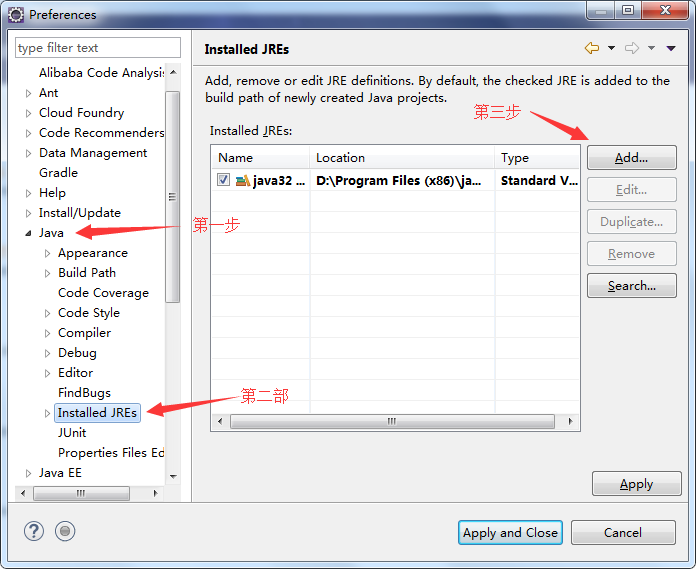 Preferences
type filter text
Alibaba Code Analysis
Ant
Cloud Foundry
Code Recommenders
Data Management
Gradle
Help
Install/Update
Java
Appearance
Build Path
Code Coverage
Code Style
Compiler
Debug
Editor
FindBugs
Installed JREs
JUnit
Properties Files Ed
Java EE
第一步
第二部
Installed JREs
Add, remove or edit JRE definitions. By default, the checked JRE is added to the
build path of newly created Java projects.
第三步
Installed JREs:
Name Location Type
java32 ... D:\Program Files (x86)\ja... Standard V...
Add...
Edit...
Duplicate...
Remove
Search...
Apply
Apply and Close Cancel